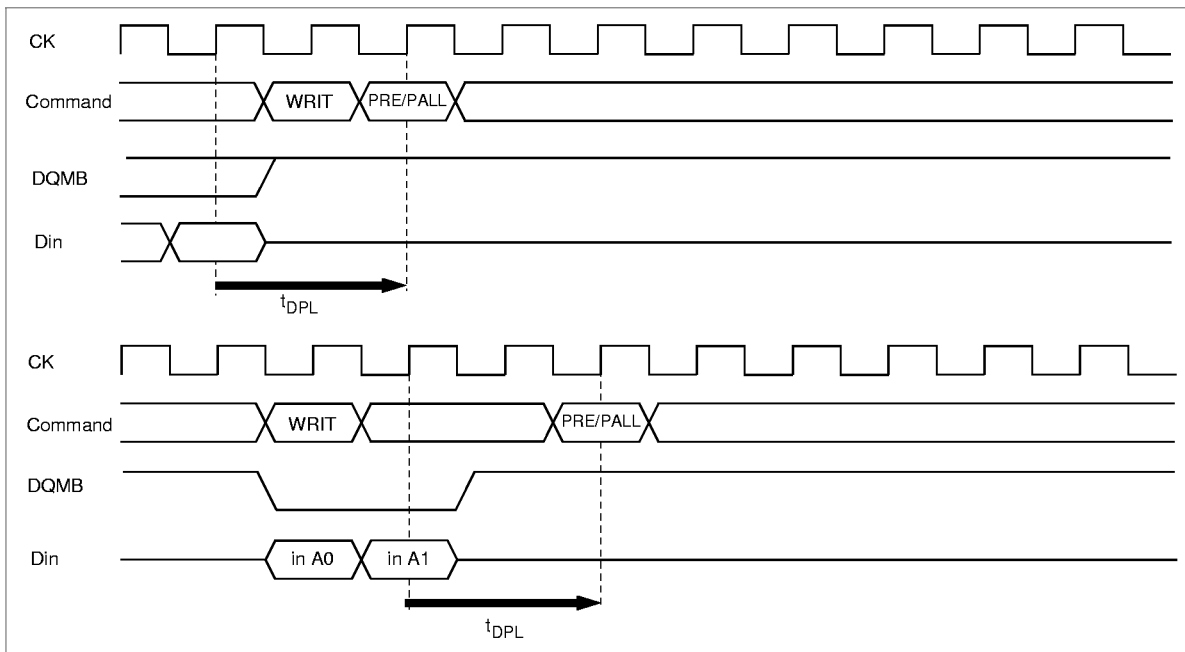 CK
Command WRIT PRE/PALL
DQMB
Din
tDPL
CK
Command WRIT PRE/PALL
DQMB
Din in A0 in A1
tDPL